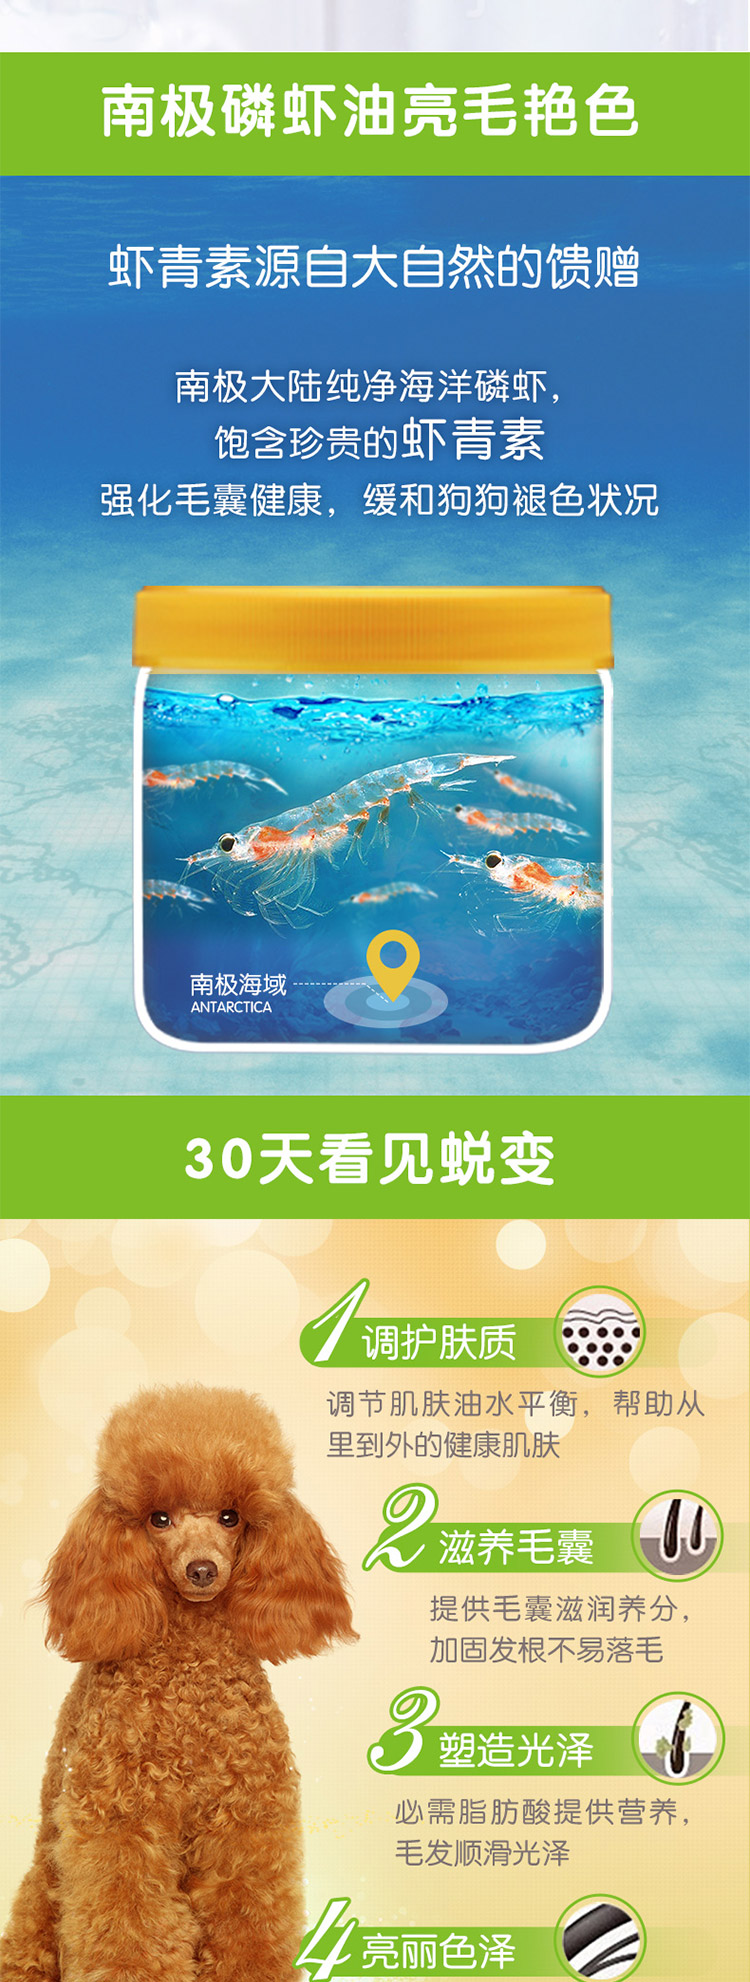 南极磷虾油亮毛艳色
虾青素源自大自然的馈赠
南极大陆纯净海洋磷虾，
饱含珍贵的虾青素
强化毛囊健康，缓和狗狗褪色状况
南极海域
ANTARCTICA
30天看见蜕变
1 调护肤质
调节肌肤油水平衡，帮助从
里到外的健康肌肤
2 滋养毛囊
提供毛囊滋润养分，
加固发根不易落毛
3 塑造光泽
必需脂肪酸提供营养，
毛发顺滑光泽
4 亮丽色泽